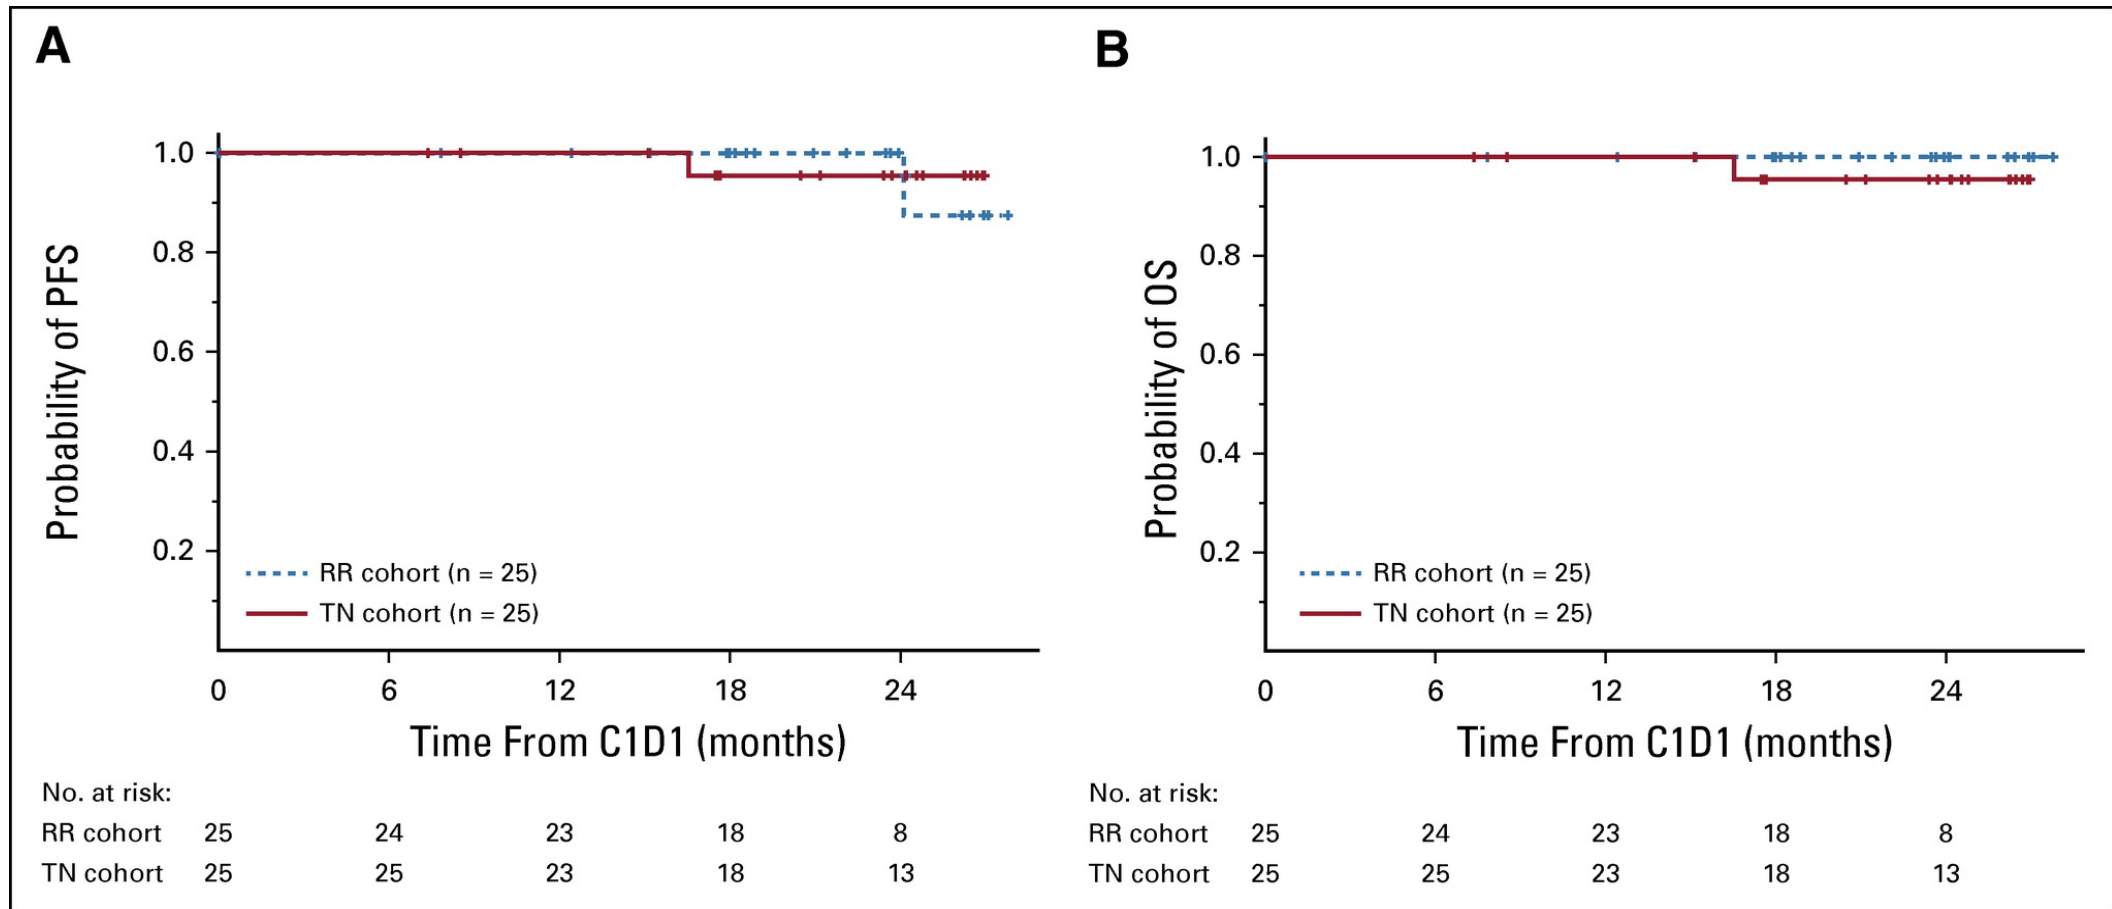 A
1.0
0.8
0.6
0.4
0.2
Probability of PFS
RR cohort (n = 25)
TN cohort (n = 25)
0 6 12 18 24
Time From C1D1 (months)
No. at risk:
RR cohort 25 24 23 18 8
TN cohort 25 25 23 18 13
B
1.0
0.8
0.6
0.4
0.2
Probability of OS
RR cohort (n = 25)
TN cohort (n = 25)
0 6 12 18 24
Time From C1D1 (months)
No. at risk:
RR cohort 25 24 23 18 8
TN cohort 25 25 23 18 13